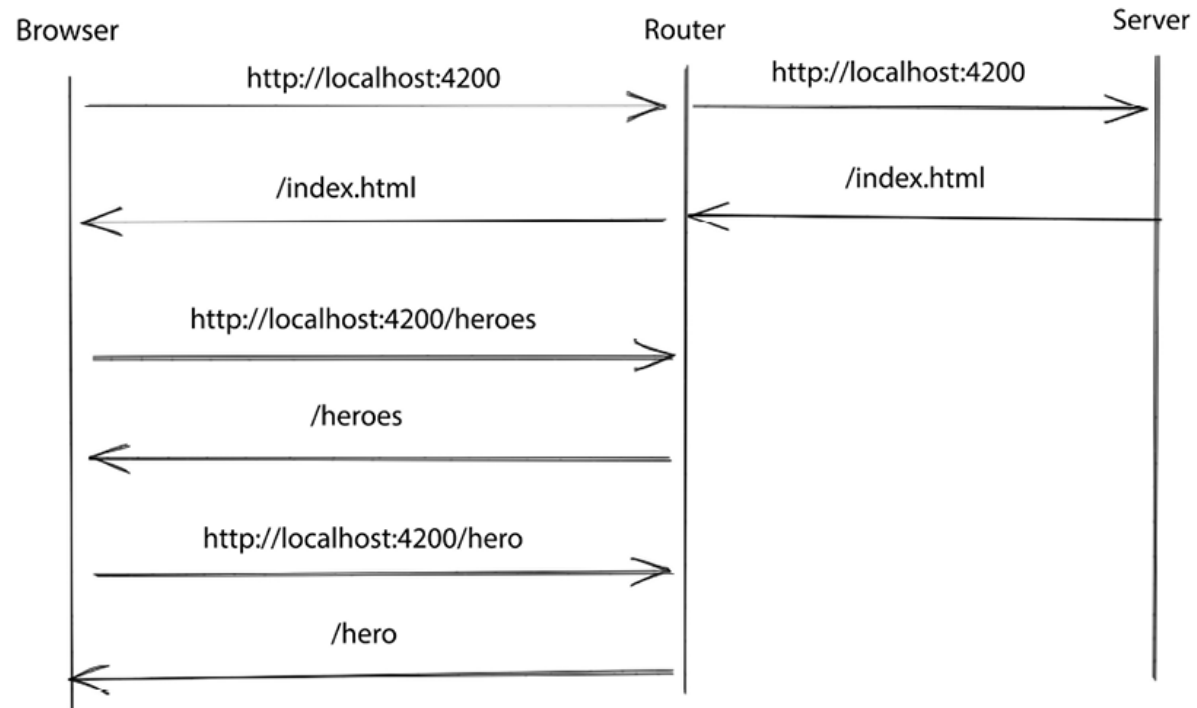 Browser
Router
Server
http://localhost:4200
http://localhost:4200
/index.html
/index.html
http://localhost:4200/heroes
/heroes
http://localhost:4200/hero
/hero